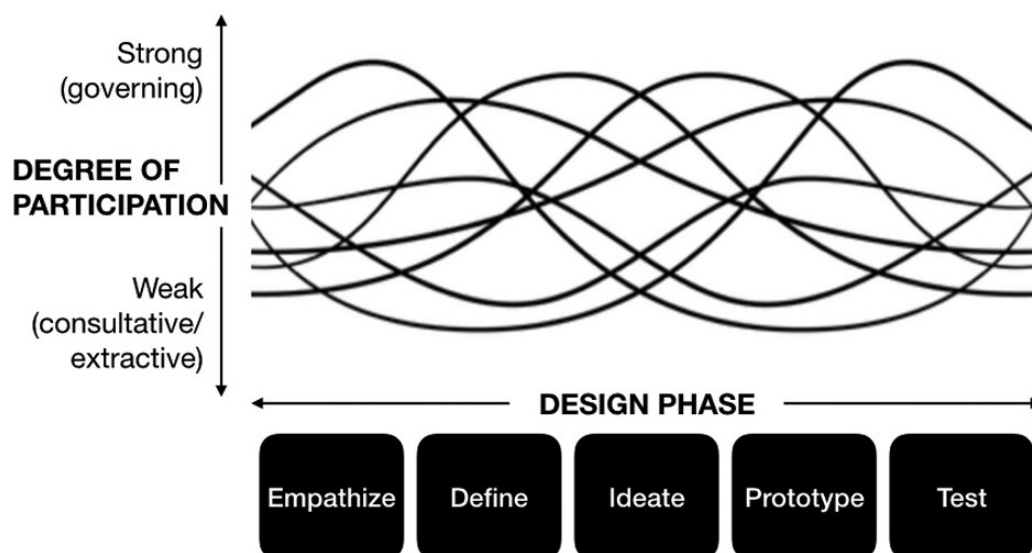 Strong
(governing)
DEGREE OF
PARTICIPATION
Weak
(consultative/
extractive)
DESIGN PHASE
Empathize
Define
Ideate
Prototype
Test